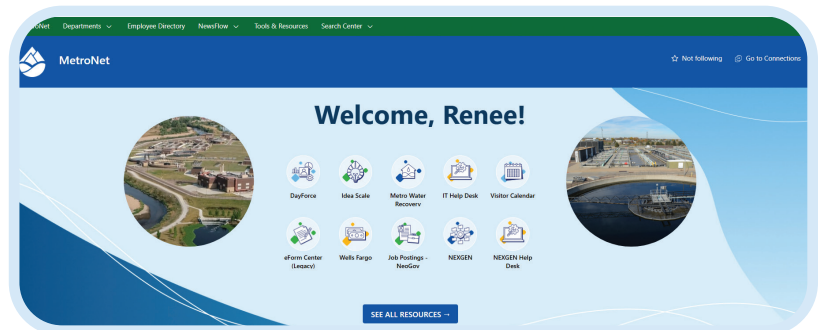 Departments Employee Directory NewsFlow Tools & Resources Search Center
MetroNet
Not following Go to Connections
Welcome, Renee!
DayForce Idea Scale Metro Water Recovery IT Help Desk Visitor Calendar
eForm Center (Legacy) Wells Fargo Job Postings - NeoGov NEXGEN NEXGEN Help Desk
SEE ALL RESOURCES →